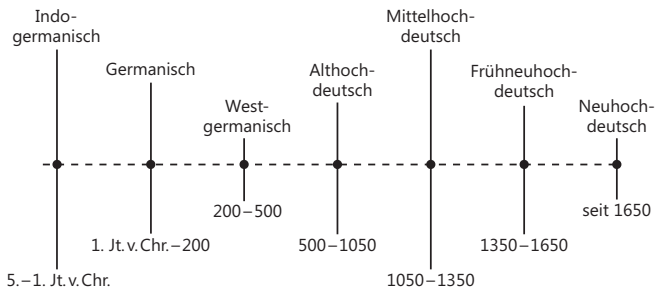 Indo-
germanisch
Germanisch
West-
germanisch
Althoch-
deutsch
Mittelhoch-
deutsch
Frühneuhoch-
deutsch
Neuhoch-
deutsch
5.–1. Jt. v. Chr.
1. Jt. v. Chr.–200
200–500
500–1050
1050–1350
1350–1650
seit 1650